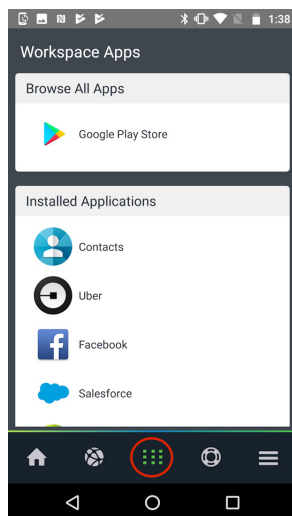 1:38
Workspace Apps
Browse All Apps
Google Play Store
Installed Applications
Contacts
Uber
Facebook
Salesforce